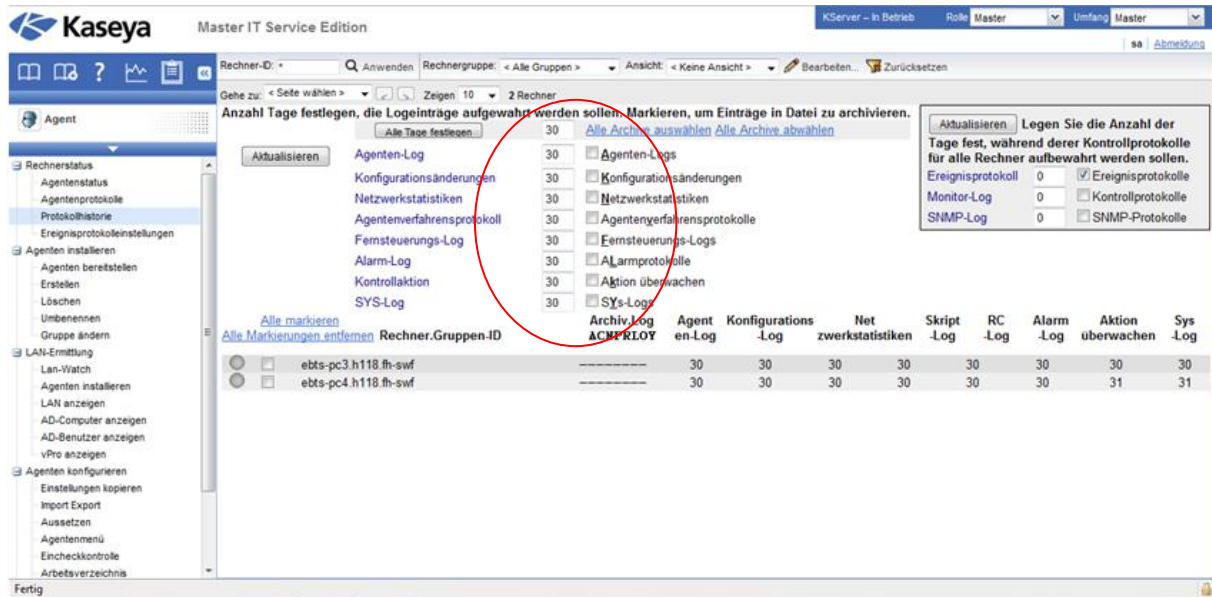 Kaseya Master IT Service Edition
KServer – In Betrieb Rolle Master Umfang Master
sa Abmeldung
Rechner-ID: * Anwenden Rechnergruppe: < Alle Gruppen > Ansicht: < Keine Ansicht > Bearbeiten... Zurücksetzen
Gehe zu: < Seite wählen > Zeigen 10 2 Rechner
Agent
Rechnerstatus
Agentenstatus
Agentenprotokolle
Protokollhistorie
Ereignisprotokolleinstellungen
Agenten installieren
Agenten bereitstellen
Erstellen
Löschen
Umbenennen
Gruppe ändern
LAN-Ermittlung
Lan-Watch
Agenten installieren
LAN anzeigen
AD-Computer anzeigen
AD-Benutzer anzeigen
vPro anzeigen
Agenten konfigurieren
Einstellungen kopieren
Import Export
Aussetzen
Agentenmenü
Eincheckkontrolle
Arbeitsverzeichnis
Anzahl Tage festlegen, die Logeinträge aufgewahrt werden sollen. Markieren, um Einträge in Datei zu archivieren.
Alle Tage festlegen 30 Alle Archive auswählen Alle Archive abwählen
Aktualisieren Agenten-Log 30 Agenten-Logs
Konfigurationsänderungen 30 Konfigurationsänderungen
Netzwerkstatistiken 30 Netzwerkstatistiken
Agentenverfahrensprotokoll 30 Agentenverfahrensprotokolle
Fernsteuerungs-Log 30 Fernsteuerungs-Logs
Alarm-Log 30 ALarmprotokolle
Kontrollaktion 30 Aktion überwachen
SYS-Log 30 SYs-Logs
Aktualisieren Legen Sie die Anzahl der
Tage fest, während derer Kontrollprotokolle
für alle Rechner aufbewahrt werden sollen.
Ereignisprotokoll 0 Ereignisprotokolle
Monitor-Log 0 Kontrollprotokolle
SNMP-Log 0 SNMP-Protokolle
Alle markieren Archiv.Log Agent Konfigurations Net Skript RC Alarm Aktion Sys
Alle Markierungen entfernen Rechner.Gruppen-ID ACNPRLOY en-Log -Log zwerkstatistiken -Log -Log -Log überwachen -Log
ebts-pc3.h118.fh-swf -------- 30 30 30 30 30 30 30 30
ebts-pc4.h118.fh-swf -------- 30 30 30 30 30 30 31 31
Fertig